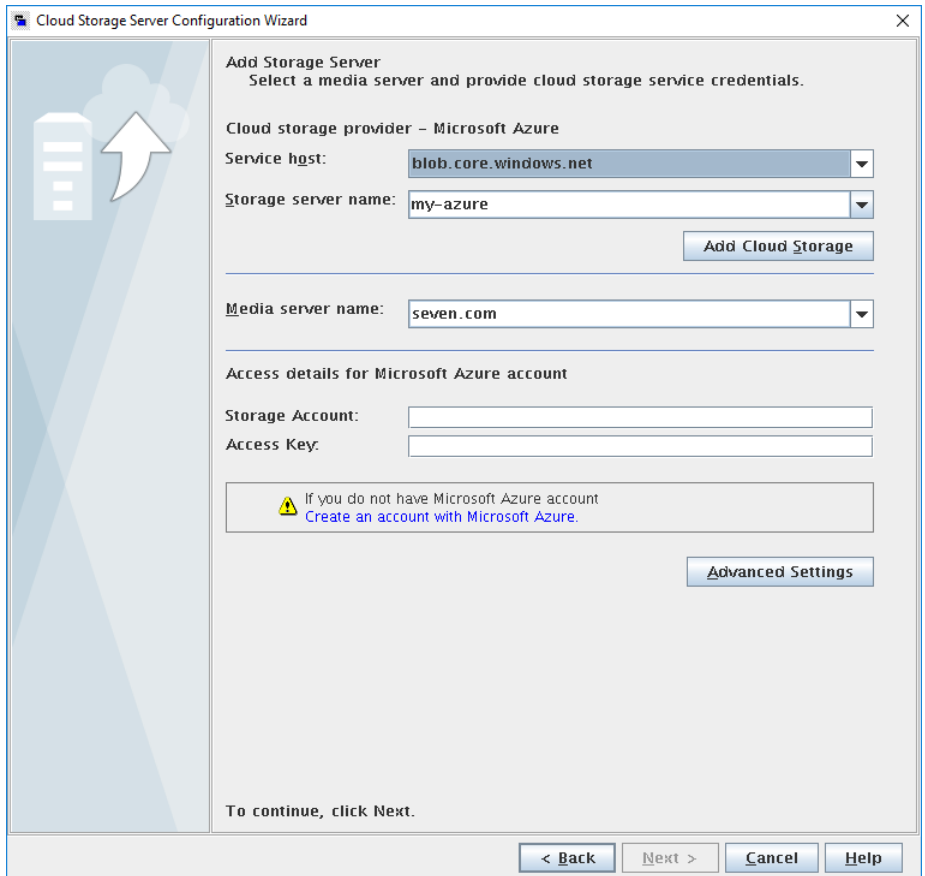 Cloud Storage Server Configuration Wizard
Add Storage Server
Select a media server and provide cloud storage service credentials.
Cloud storage provider - Microsoft Azure
Service host: blob.core.windows.net
Storage server name: my-azure
Add Cloud Storage
Media server name: seven.com
Access details for Microsoft Azure account
Storage Account:
Access Key:
If you do not have Microsoft Azure account
Create an account with Microsoft Azure.
Advanced Settings
To continue, click Next.
< Back Next > Cancel Help